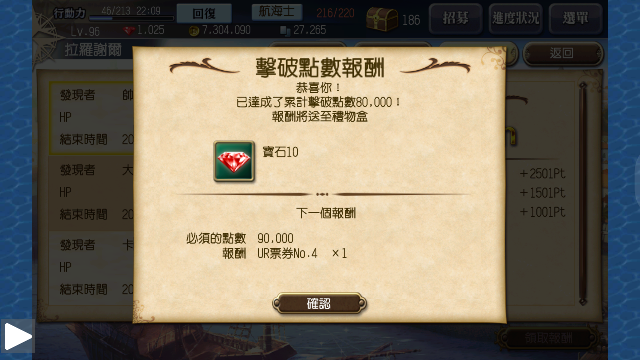 行動力 46/213 22:09 回復 航海士 216/220 186 招募 進度狀況 選單
Lv.96 1.025 7.304.090 27.265
拉羅謝爾 返回
擊破點數報酬
恭喜你！
已達成了累計擊破點數80,000！
報酬將送至禮物盒
寶石10
下一個報酬
必須的點數 90,000
報酬 UR票券No.4 ×1
確認
發現者
HP
結束時間 20
發現者 大
HP
結束時間 20
發現者 卡
HP
結束時間 20
+2501Pt
+1501Pt
+1001Pt
領取報酬